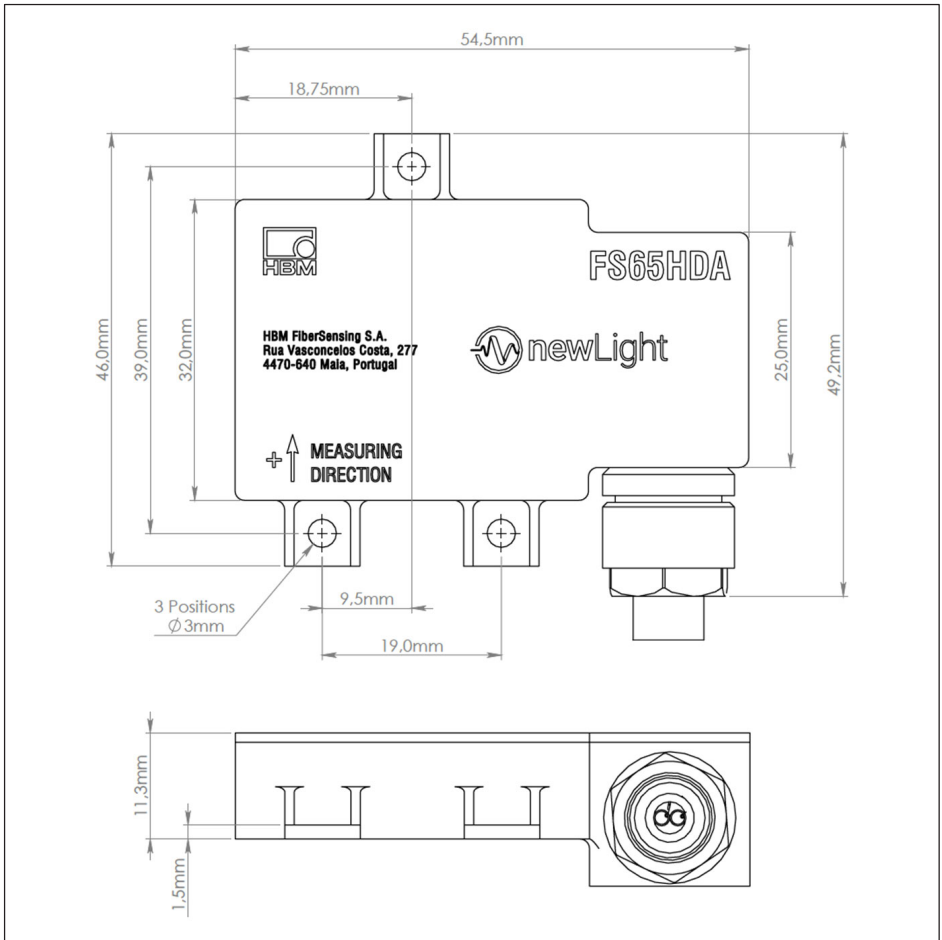 54,5mm
18,75mm
HBM
FS65HDA
HBM FiberSensing S.A.
Rua Vasconcelos Costa, 277
4470-640 Maia, Portugal
newLight
+ MEASURING
DIRECTION
46,0mm
39,0mm
32,0mm
25,0mm
49,2mm
3 Positions
Ø3mm
9,5mm
19,0mm
11,3mm
1,5mm